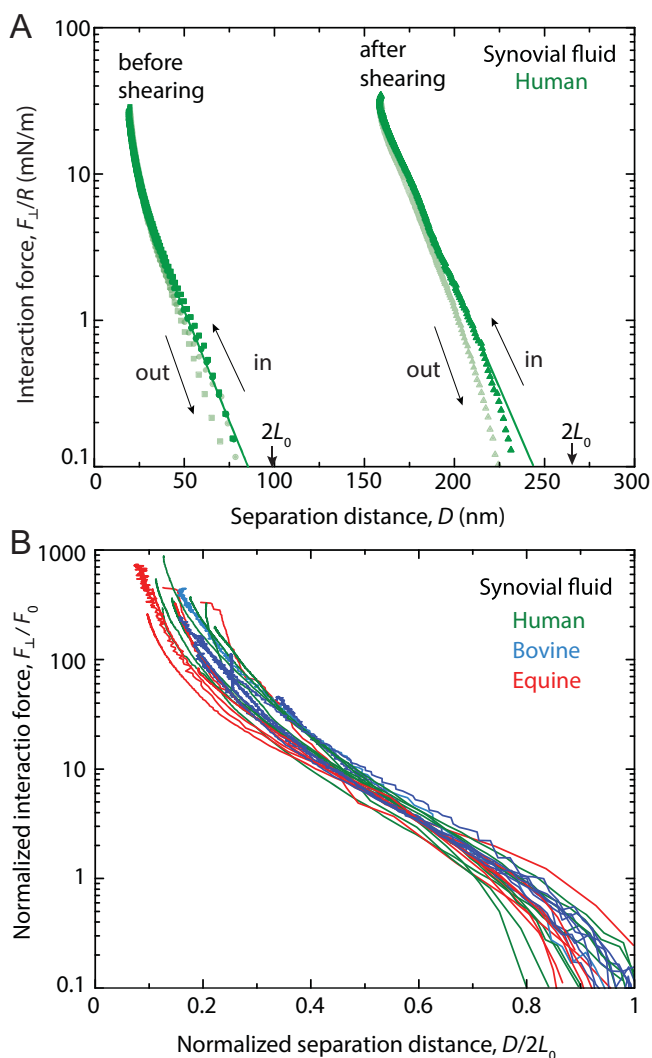 A
Interaction force, F⊥/R (mN/m)
100
10
1
0.1
before
shearing
after
shearing
Synovial fluid
Human
out
in
2L₀
out
in
2L₀
0
50
100
150
200
250
300
Separation distance, D (nm)
B
Normalized interactio force, F⊥/F₀
1000
100
10
1
0.1
Synovial fluid
Human
Bovine
Equine
0
0.2
0.4
0.6
0.8
1
Normalized separation distance, D/2L₀